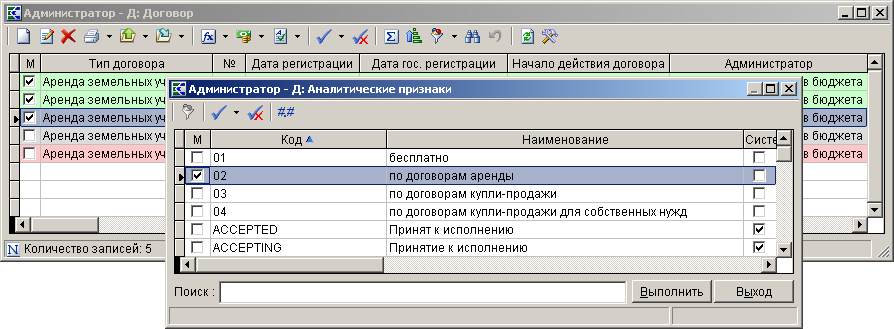 Администратор - Д: Договор
М Тип договора № Дата регистрации Дата гос. регистрации Начало действия договора Администратор
Аренда земельных уч в бюджета
Аренда земельных уч в бюджета
Аренда земельных уч в бюджета
Аренда земельных уч в бюджета
Аренда земельных уч в бюджета
N Количество записей: 5
Администратор - Д: Аналитические признаки
#.#
М Код Наименование Систе
01 бесплатно
02 по договорам аренды
03 по договорам купли-продажи
04 по договорам купли-продажи для собственных нужд
ACCEPTED Принят к исполнению
ACCEPTING Принятие к исполнению
Поиск : Выполнить Выход